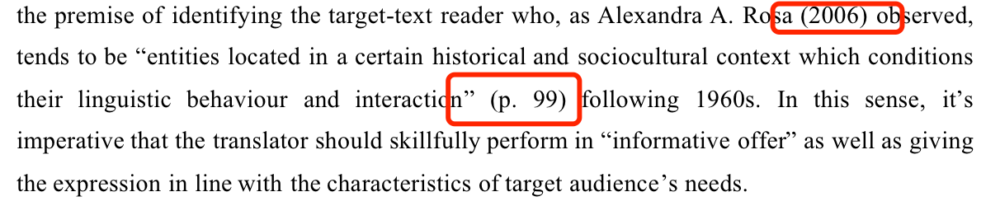 the premise of identifying the target-text reader who, as Alexandra A. Rosa (2006) observed,
tends to be “entities located in a certain historical and sociocultural context which conditions
their linguistic behaviour and interaction” (p. 99) following 1960s. In this sense, it’s
imperative that the translator should skillfully perform in “informative offer” as well as giving
the expression in line with the characteristics of target audience’s needs.